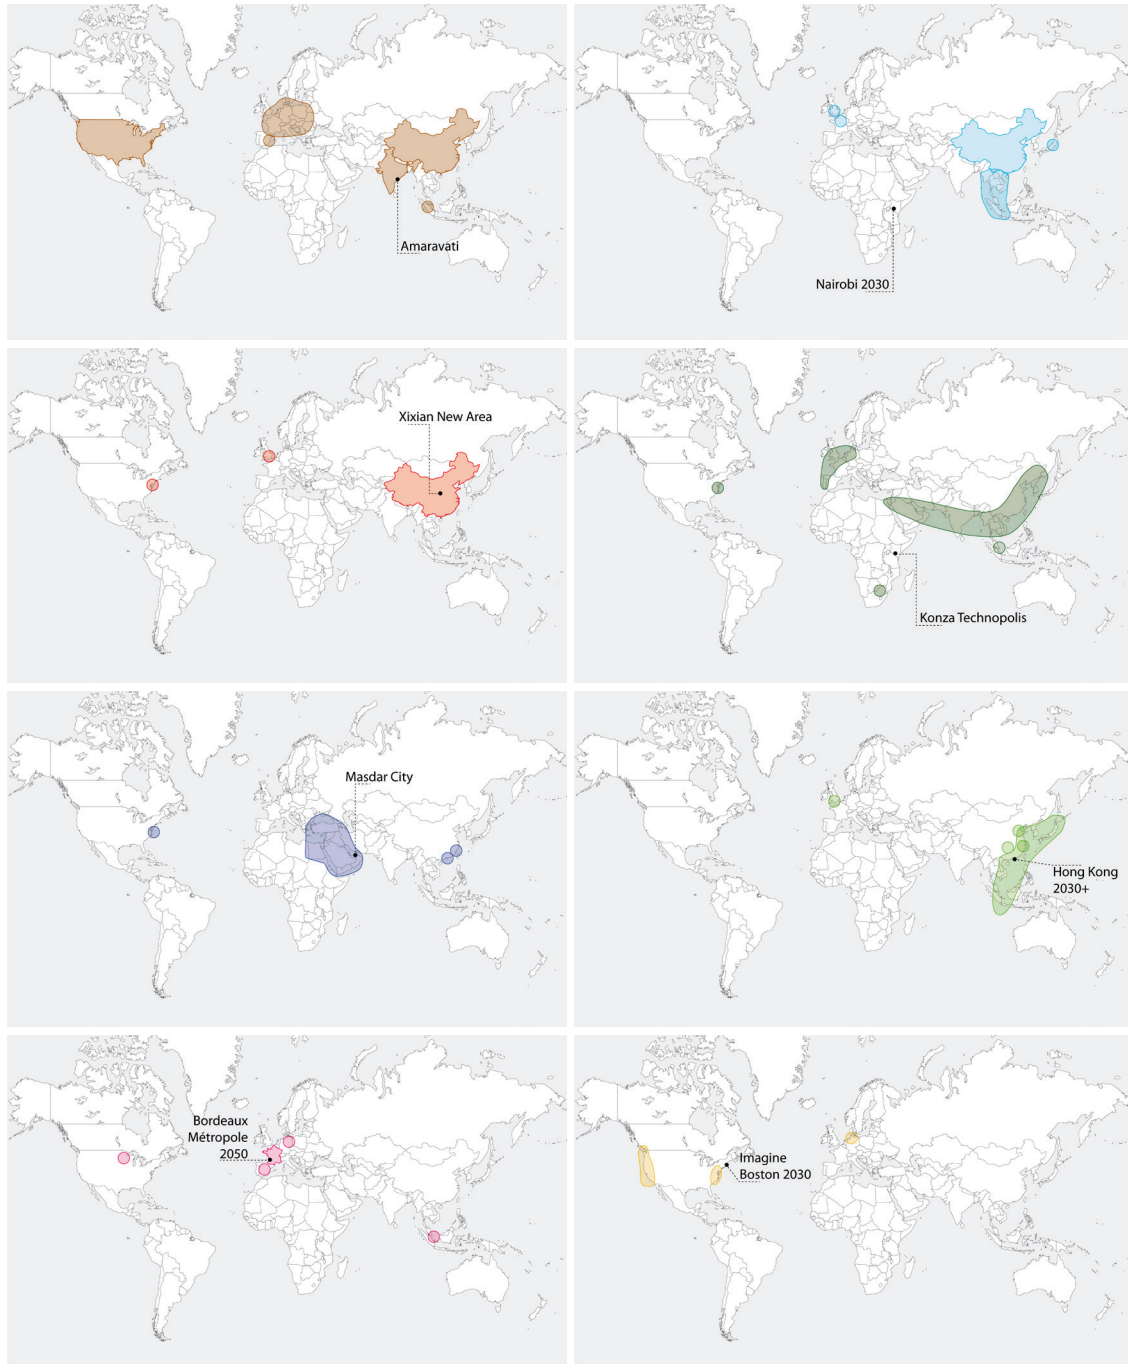 Amaravati
Nairobi 2030
Xixian New Area
Konza Technopolis
Masdar City
Hong Kong
2030+
Bordeaux
Métropole
2050
Imagine
Boston 2030